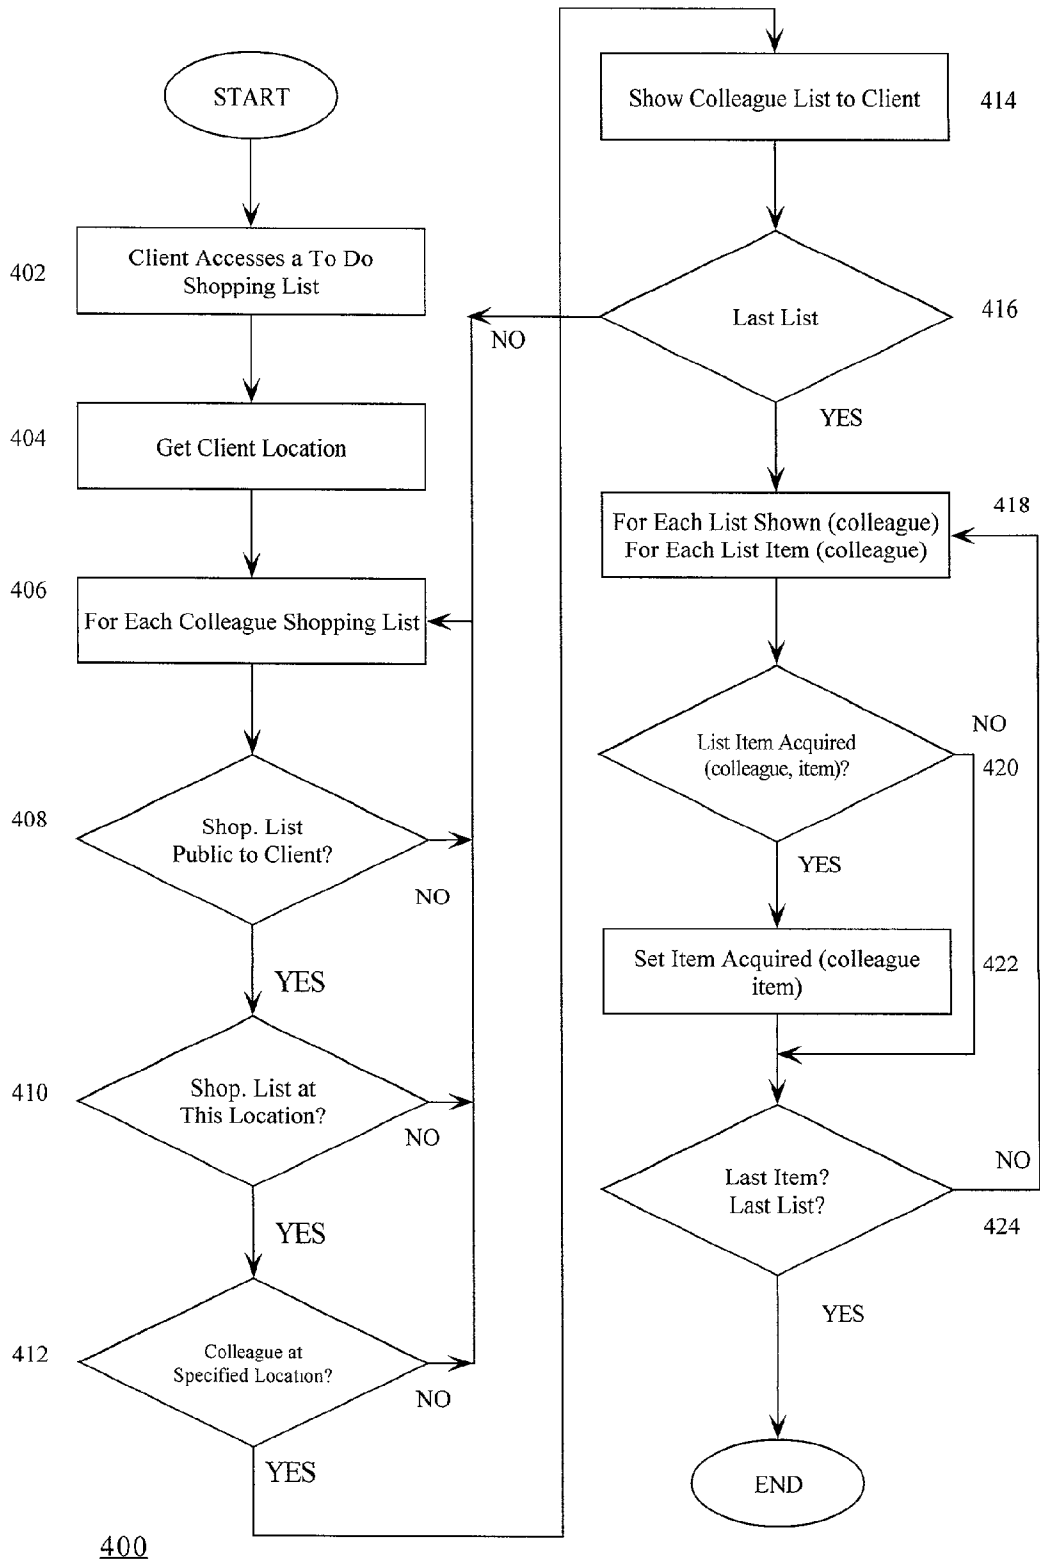 START
402
Client Accesses a To Do
Shopping List
404
Get Client Location
406
For Each Colleague Shopping List
408
Shop. List
Public to Client?
NO
YES
410
Shop. List at
This Location?
NO
YES
412
Colleague at
Specified Location?
NO
YES
400
Show Colleague List to Client
414
Last List
416
NO
YES
418
For Each List Shown (colleague)
For Each List Item (colleague)
List Item Acquired
(colleague, item)?
NO
420
YES
Set Item Acquired (colleague
item)
422
Last Item?
Last List?
NO
424
YES
END